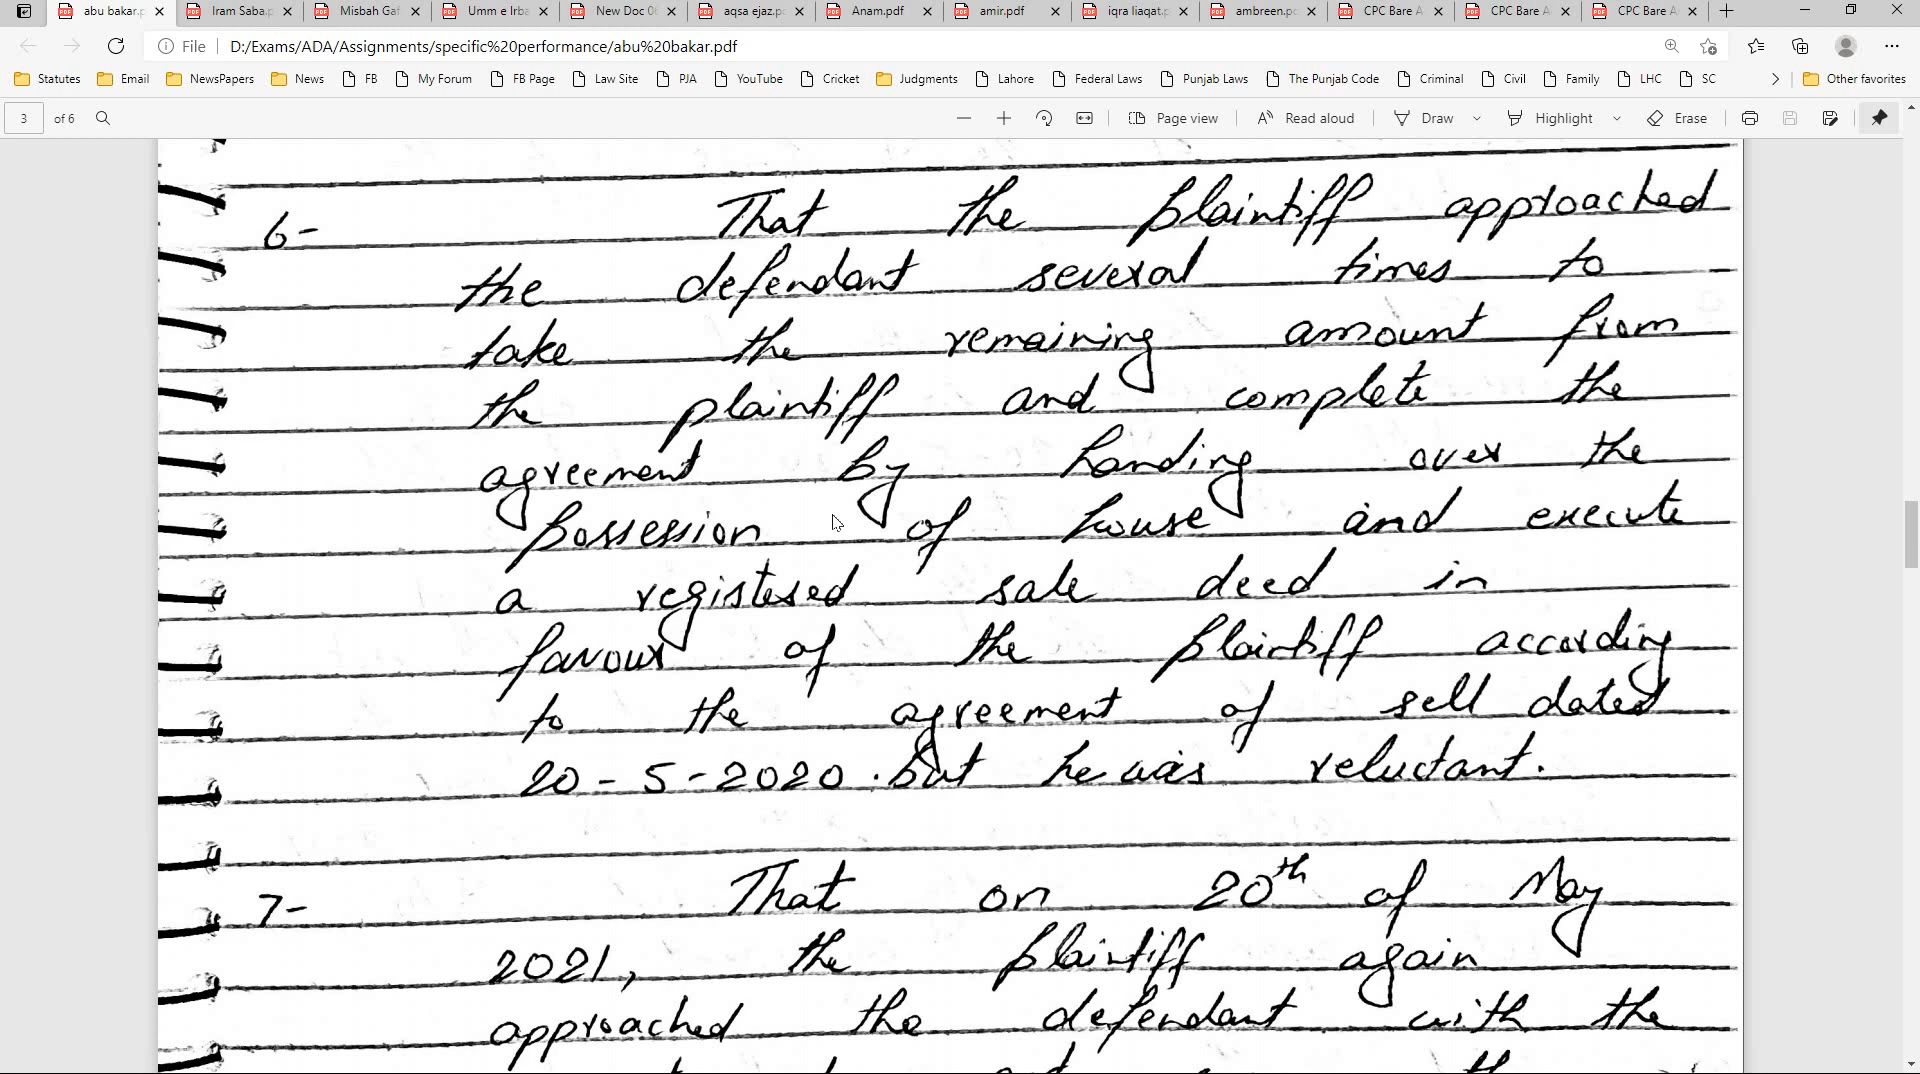 abu bakar.p
Iram Saba.p
Misbah Gaf
Umm e Irba
New Doc 0
aqsa ejaz.p
Anam.pdf
amir.pdf
iqra liaqat.p
ambreen.p
CPC Bare A
CPC Bare A
CPC Bare A
File D:/Exams/ADA/Assignments/specific%20performance/abu%20bakar.pdf
Statutes Email NewsPapers News FB My Forum FB Page Law Site PJA YouTube Cricket Judgments Lahore Federal Laws Punjab Laws The Punjab Code Criminal Civil Family LHC SC Other favorites
3 of 6 Page view Read aloud Draw Highlight Erase
6- That the plaintiff approached
the defendant several times to
take the remaining amount from
the plaintiff and complete the
agreement by handing over the
possession of house and execute
a registered sale deed in
favour of the plaintiff according
to the agreement of sell dated
20-5-2020. but he was reluctant.
7- That on 20th of May
2021, the plaintiff again
approached the defendant with the